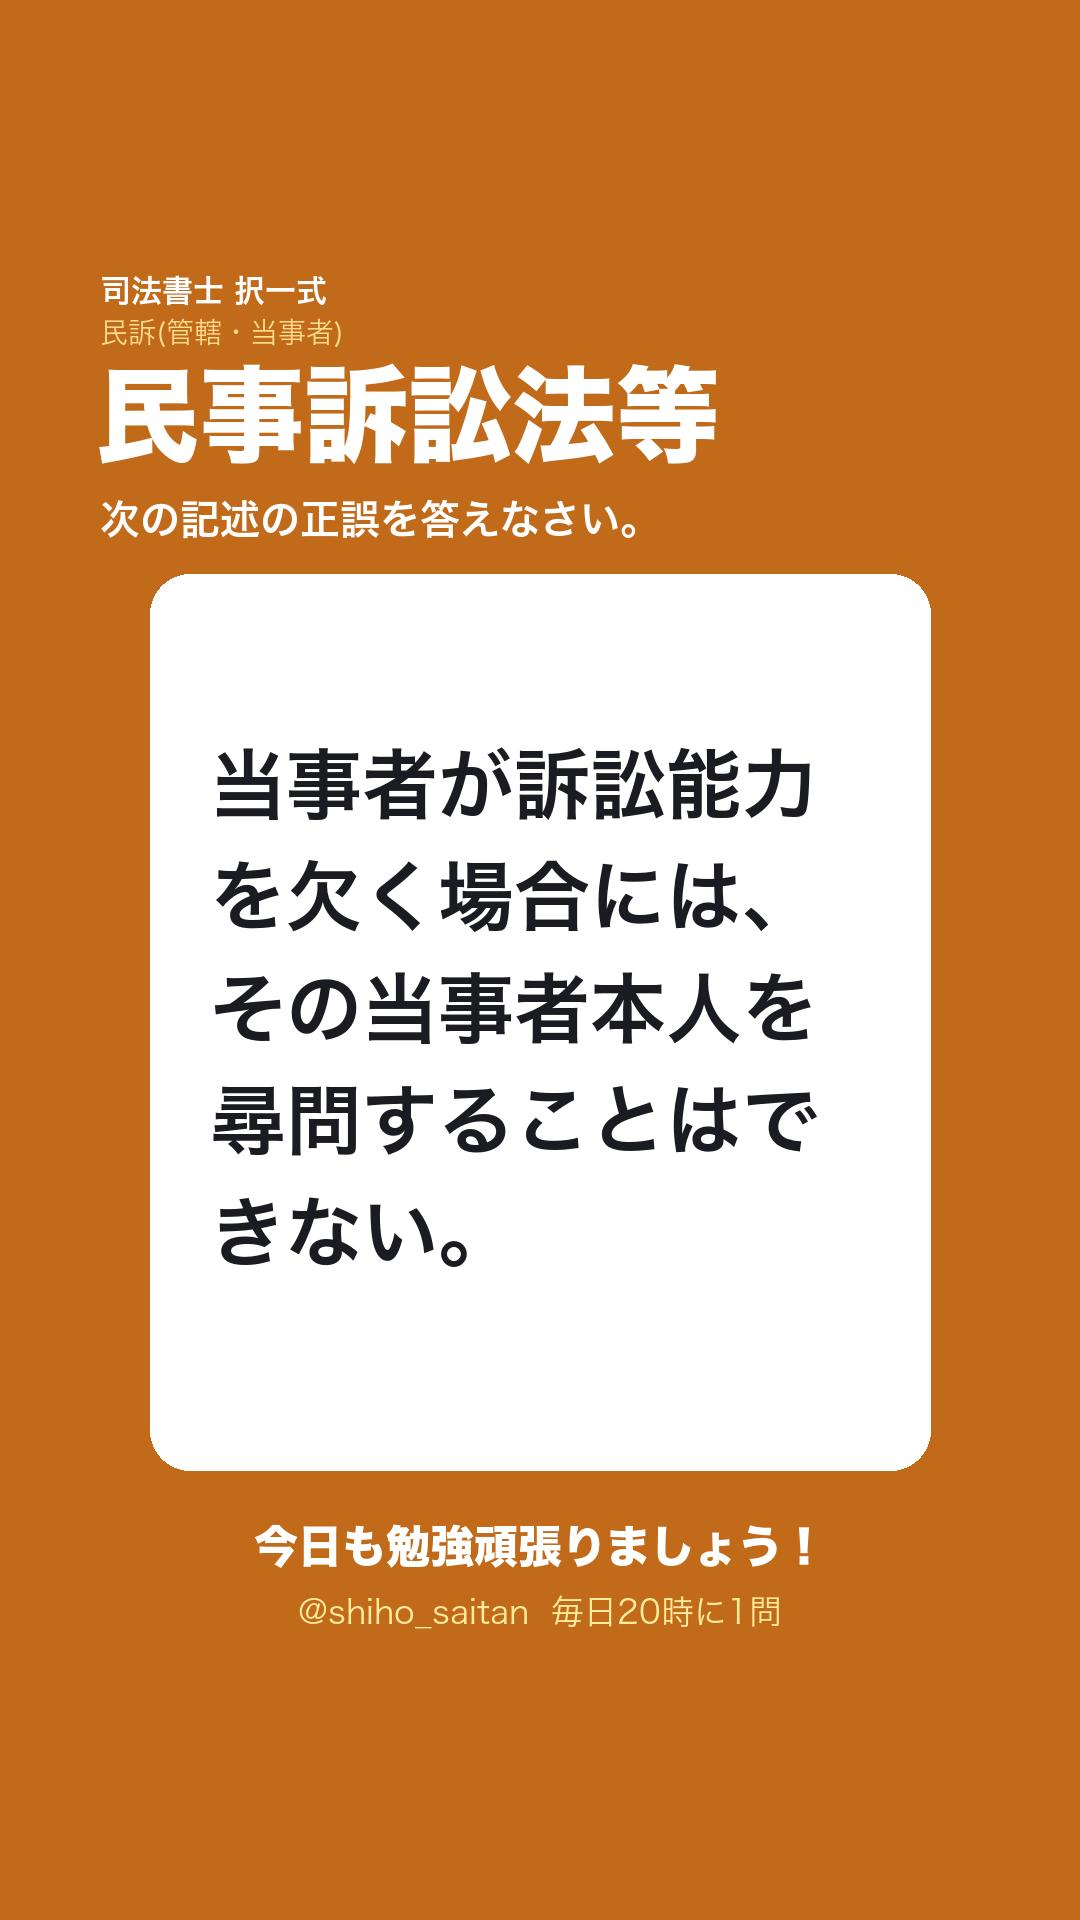 司法書士 択一式
民訴(管轄・当事者)
民事訴訟法等
次の記述の正誤を答えなさい。
当事者が訴訟能力
を欠く場合には、
その当事者本人を
尋問することはで
きない。
今日も勉強頑張りましょう！
@shiho_saitan 毎日20時に1問